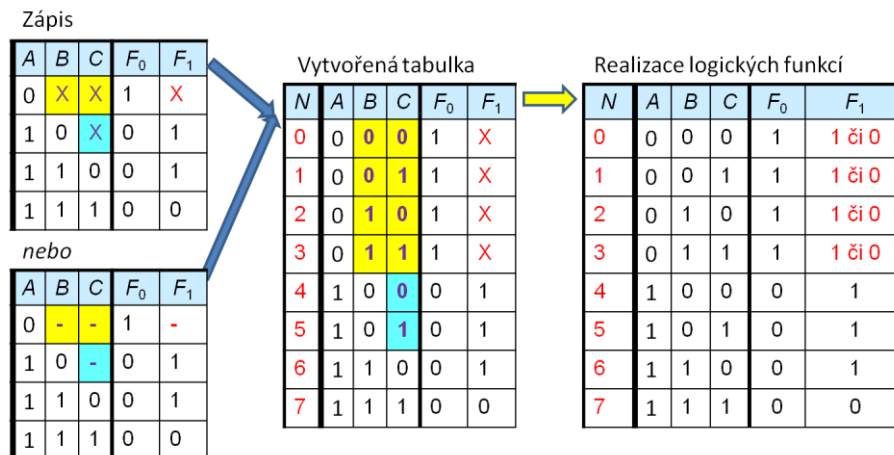 Zápis
A B C F0 F1
0 X X 1 X
1 0 X 0 1
1 1 0 0 1
1 1 1 0 0
nebo
A B C F0 F1
0 - - 1 -
1 0 - 0 1
1 1 0 0 1
1 1 1 0 0
Vytvořená tabulka
N A B C F0 F1
0 0 0 0 1 X
1 0 0 1 1 X
2 0 1 0 1 X
3 0 1 1 1 X
4 1 0 0 0 1
5 1 0 1 0 1
6 1 1 0 0 1
7 1 1 1 0 0
Realizace logických funkcí
N A B C F0 F1
0 0 0 0 1 1 či 0
1 0 0 1 1 1 či 0
2 0 1 0 1 1 či 0
3 0 1 1 1 1 či 0
4 1 0 0 0 1
5 1 0 1 0 1
6 1 1 0 0 1
7 1 1 1 0 0